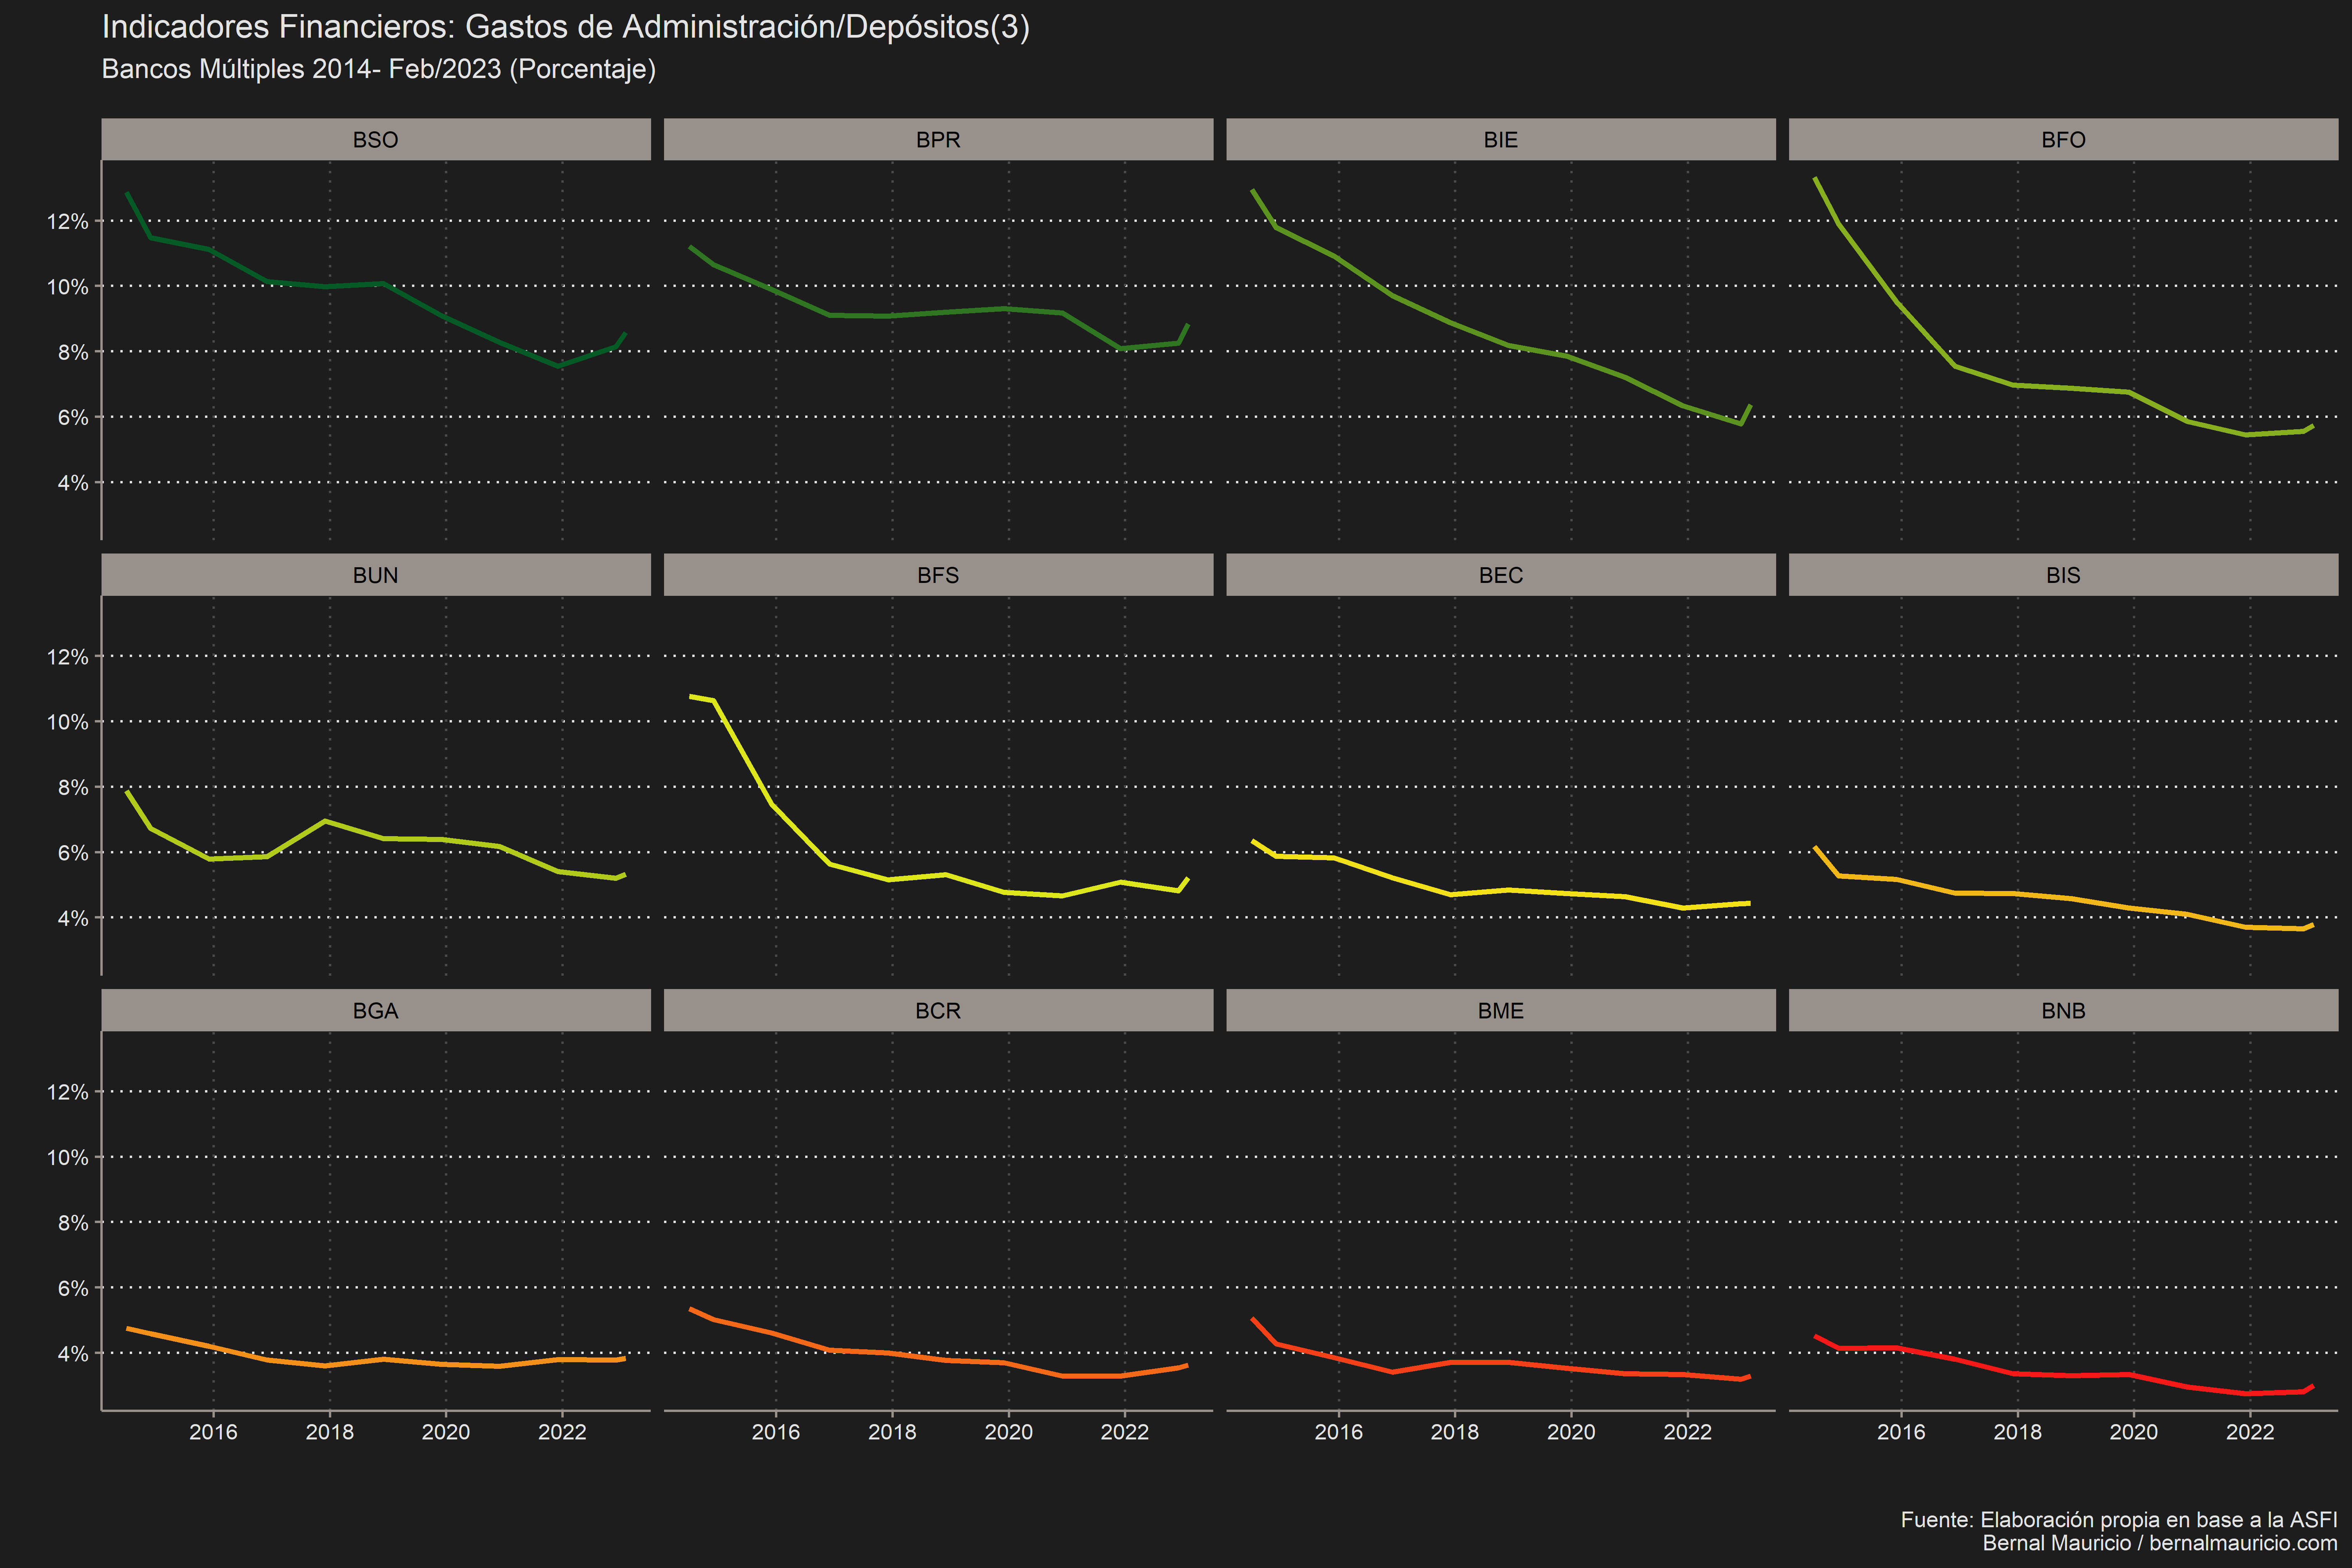 Indicadores Financieros: Gastos de Administración/Depósitos(3)
Bancos Múltiples 2014- Feb/2023 (Porcentaje)
BSO BPR BIE BFO
12%
10%
8%
6%
4%
BUN BFS BEC BIS
12%
10%
8%
6%
4%
BGA BCR BME BNB
12%
10%
8%
6%
4%
2016 2018 2020 2022 2016 2018 2020 2022 2016 2018 2020 2022 2016 2018 2020 2022
Fuente: Elaboración propia en base a la ASFI
Bernal Mauricio / bernalmauricio.com